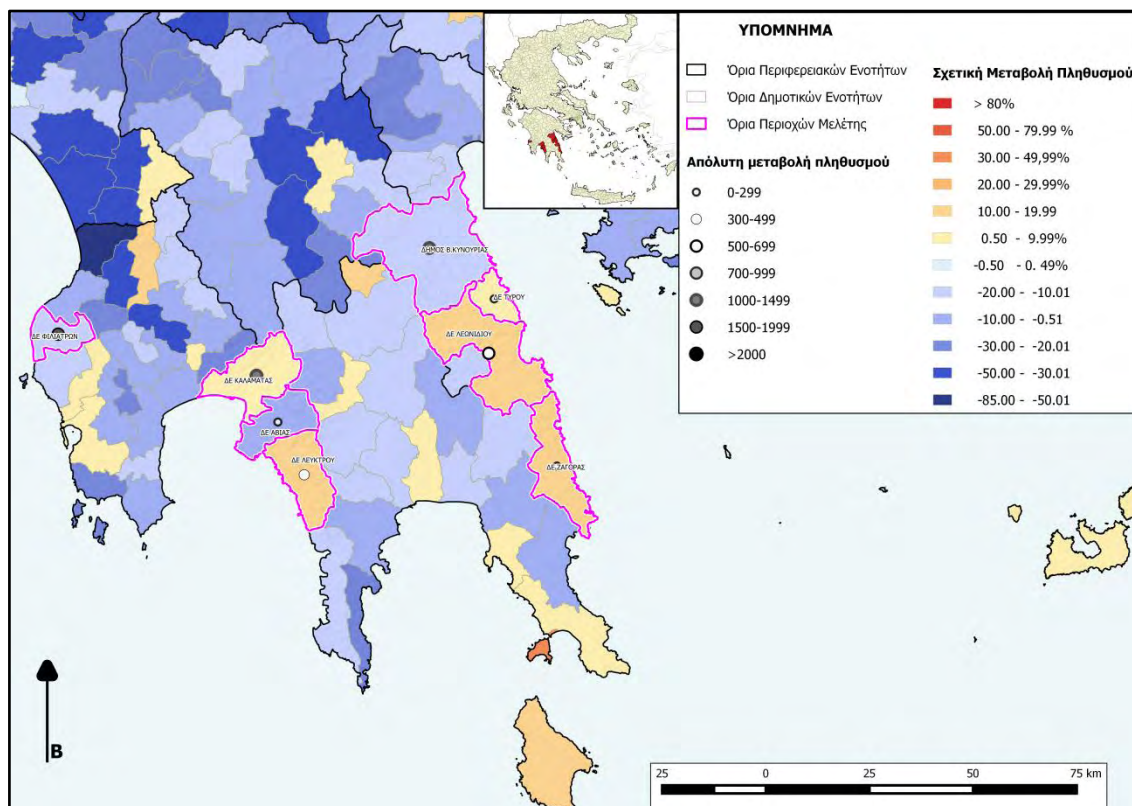 ΥΠΟΜΝΗΜΑ
Όρια Περιφερειακών Ενοτήτων
Όρια Δημοτικών Ενοτήτων
Όρια Περιοχών Μελέτης
Απόλυτη μεταβολή πληθυσμού
0-299
300-499
500-699
700-999
1000-1499
1500-1999
>2000
Σχετική Μεταβολή Πληθυσμού
> 80%
50.00 - 79.99 %
30.00 - 49,99%
20.00 - 29.99%
10.00 - 19.99
0.50 - 9.99%
-0.50 - 0. 49%
-20.00 - -10.01
-10.00 - -0.51
-30.00 - -20.01
-50.00 - -30.01
-85.00 - -50.01
ΔΗΜΟΣ Β.ΚΥΝΟΥΡΙΑΣ
ΔΕ ΤΥΡΟΥ
ΔΕ ΛΕΩΝΙΔΙΟΥ
ΔΕ ΦΙΛΙΑΤΡΩΝ
ΔΕ ΚΑΛΑΜΑΤΑΣ
ΔΕ ΑΒΙΑΣ
ΔΕ ΛΕΥΚΤΡΟΥ
ΔΕ ΖΑΡΑΚΑΣ
Β
25 0 25 50 75 km